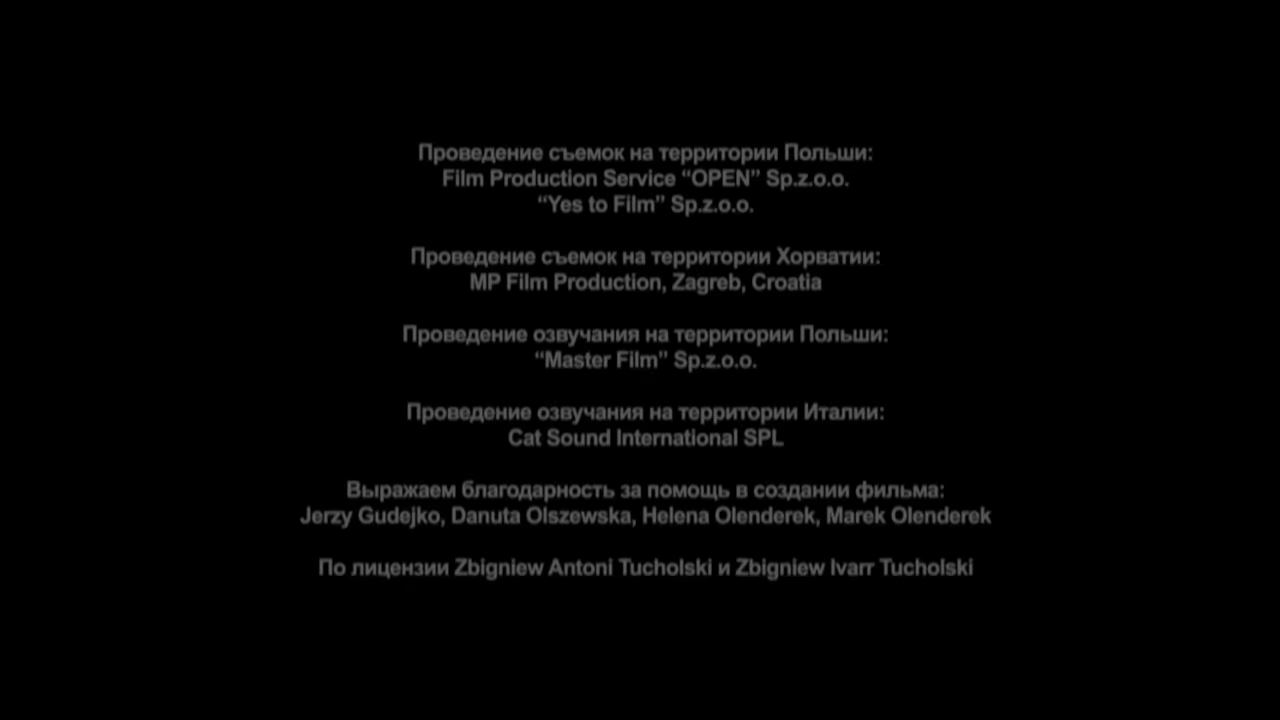 Проведение съемок на территории Польши:
Film Production Service “OPEN” Sp.z.o.o.
“Yes to Film” Sp.z.o.o.
Проведение съемок на территории Хорватии:
MP Film Production, Zagreb, Croatia
Проведение озвучания на территории Польши:
“Master Film” Sp.z.o.o.
Проведение озвучания на территории Италии:
Cat Sound International SPL
Выражаем благодарность за помощь в создании фильма:
Jerzy Gudejko, Danuta Olszewska, Helena Olenderek, Marek Olenderek
По лицензии Zbigniew Antoni Tucholski и Zbigniew Ivarr Tucholski